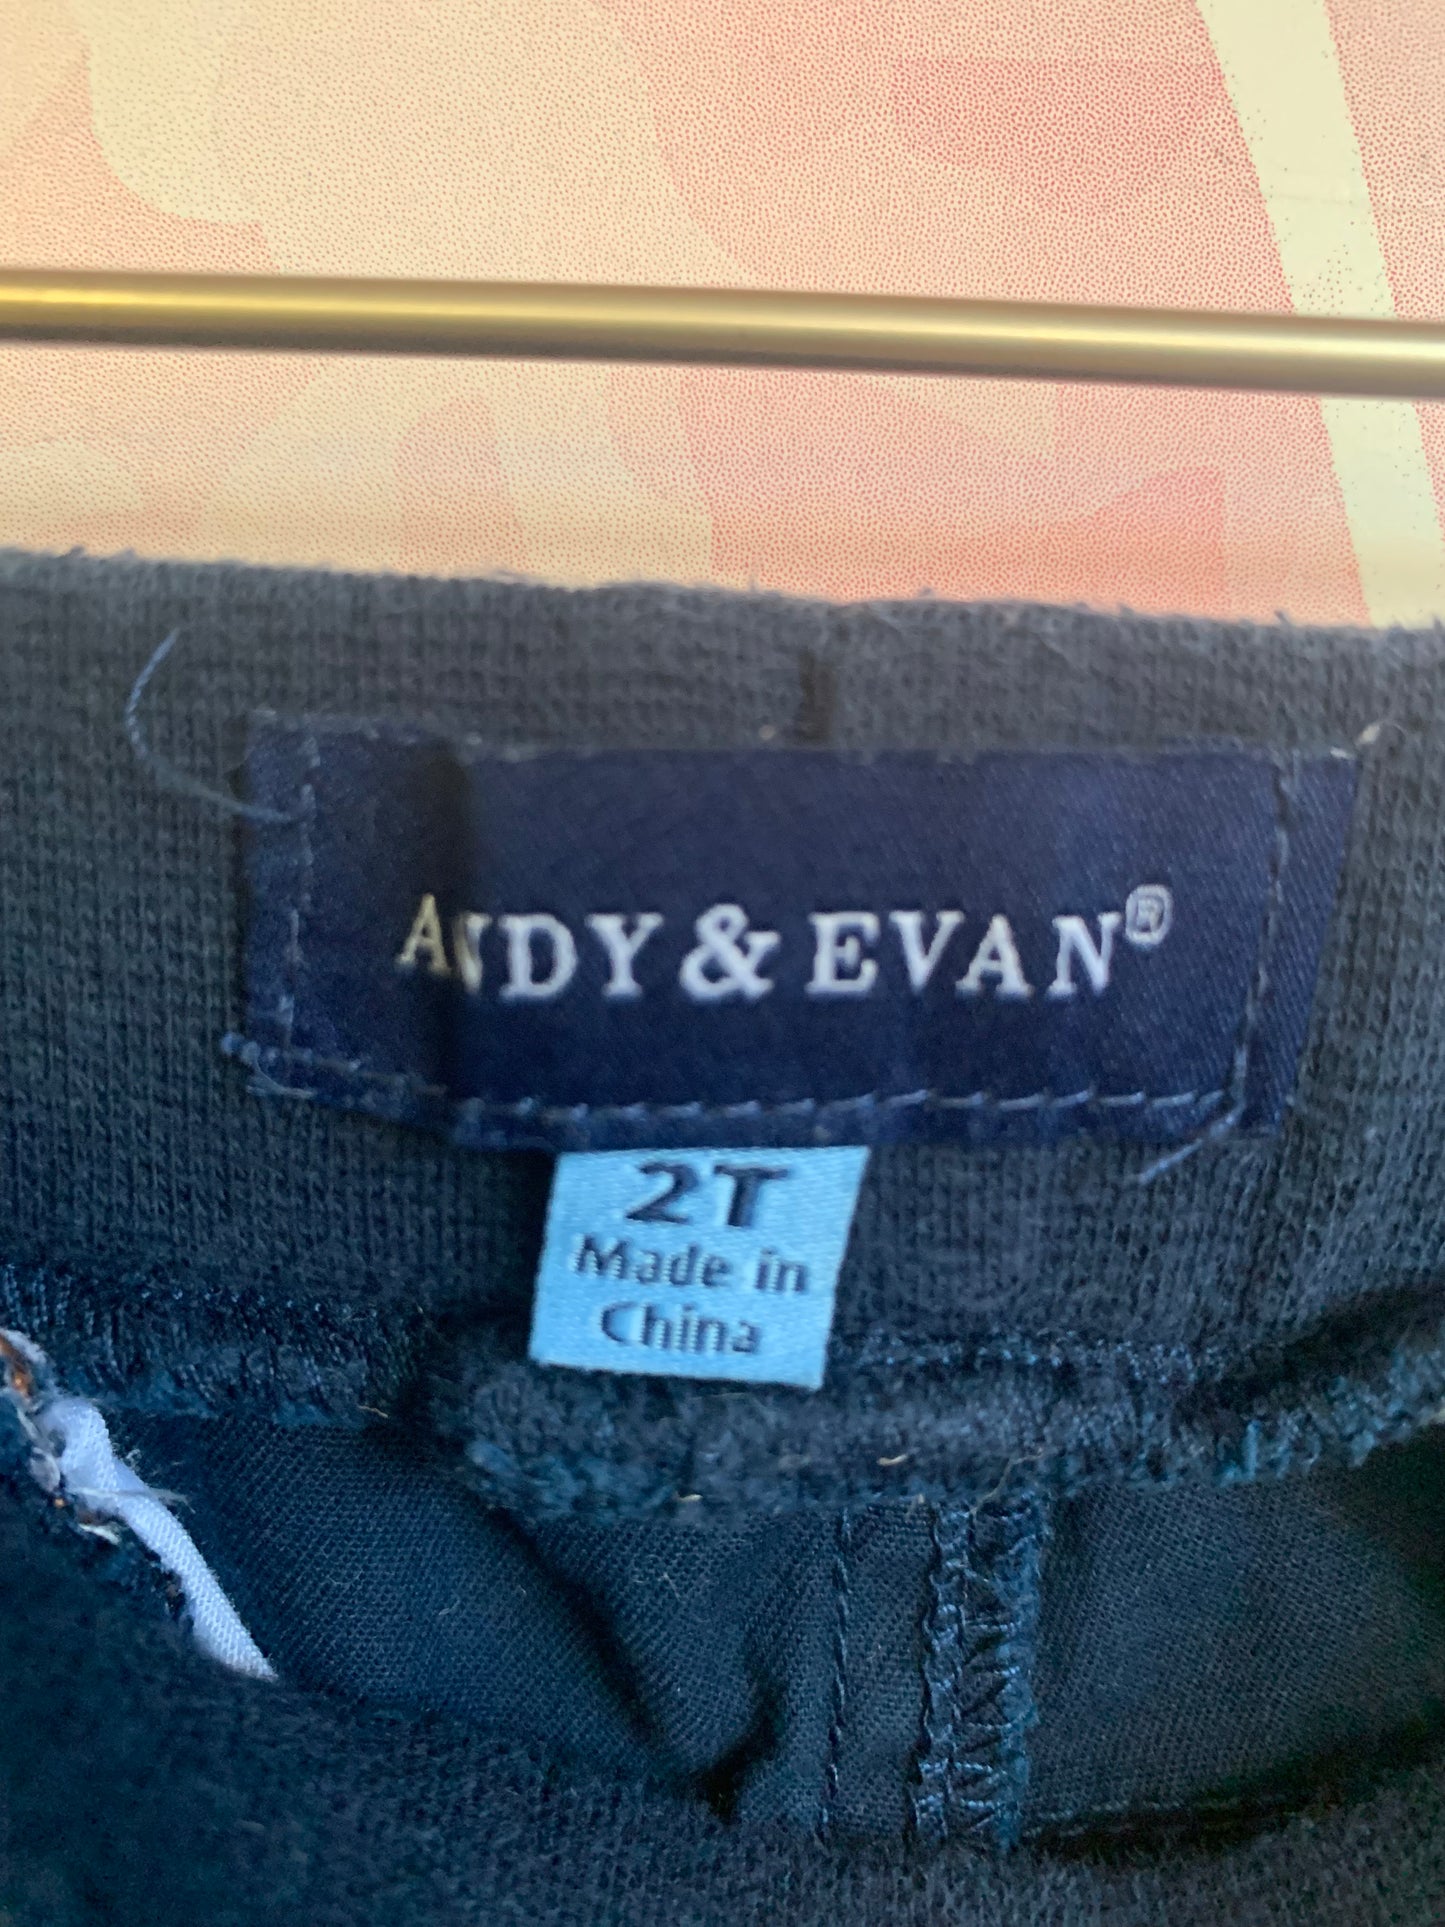 ANDY & EVAN®
2T
Made in
China